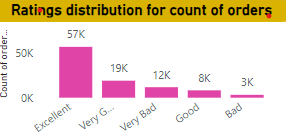 Ratings distribution for count of orders
Count of order...
50K
0K
57K
19K
12K
8K
3K
Excellent
Very G...
Very Bad
Good
Bad